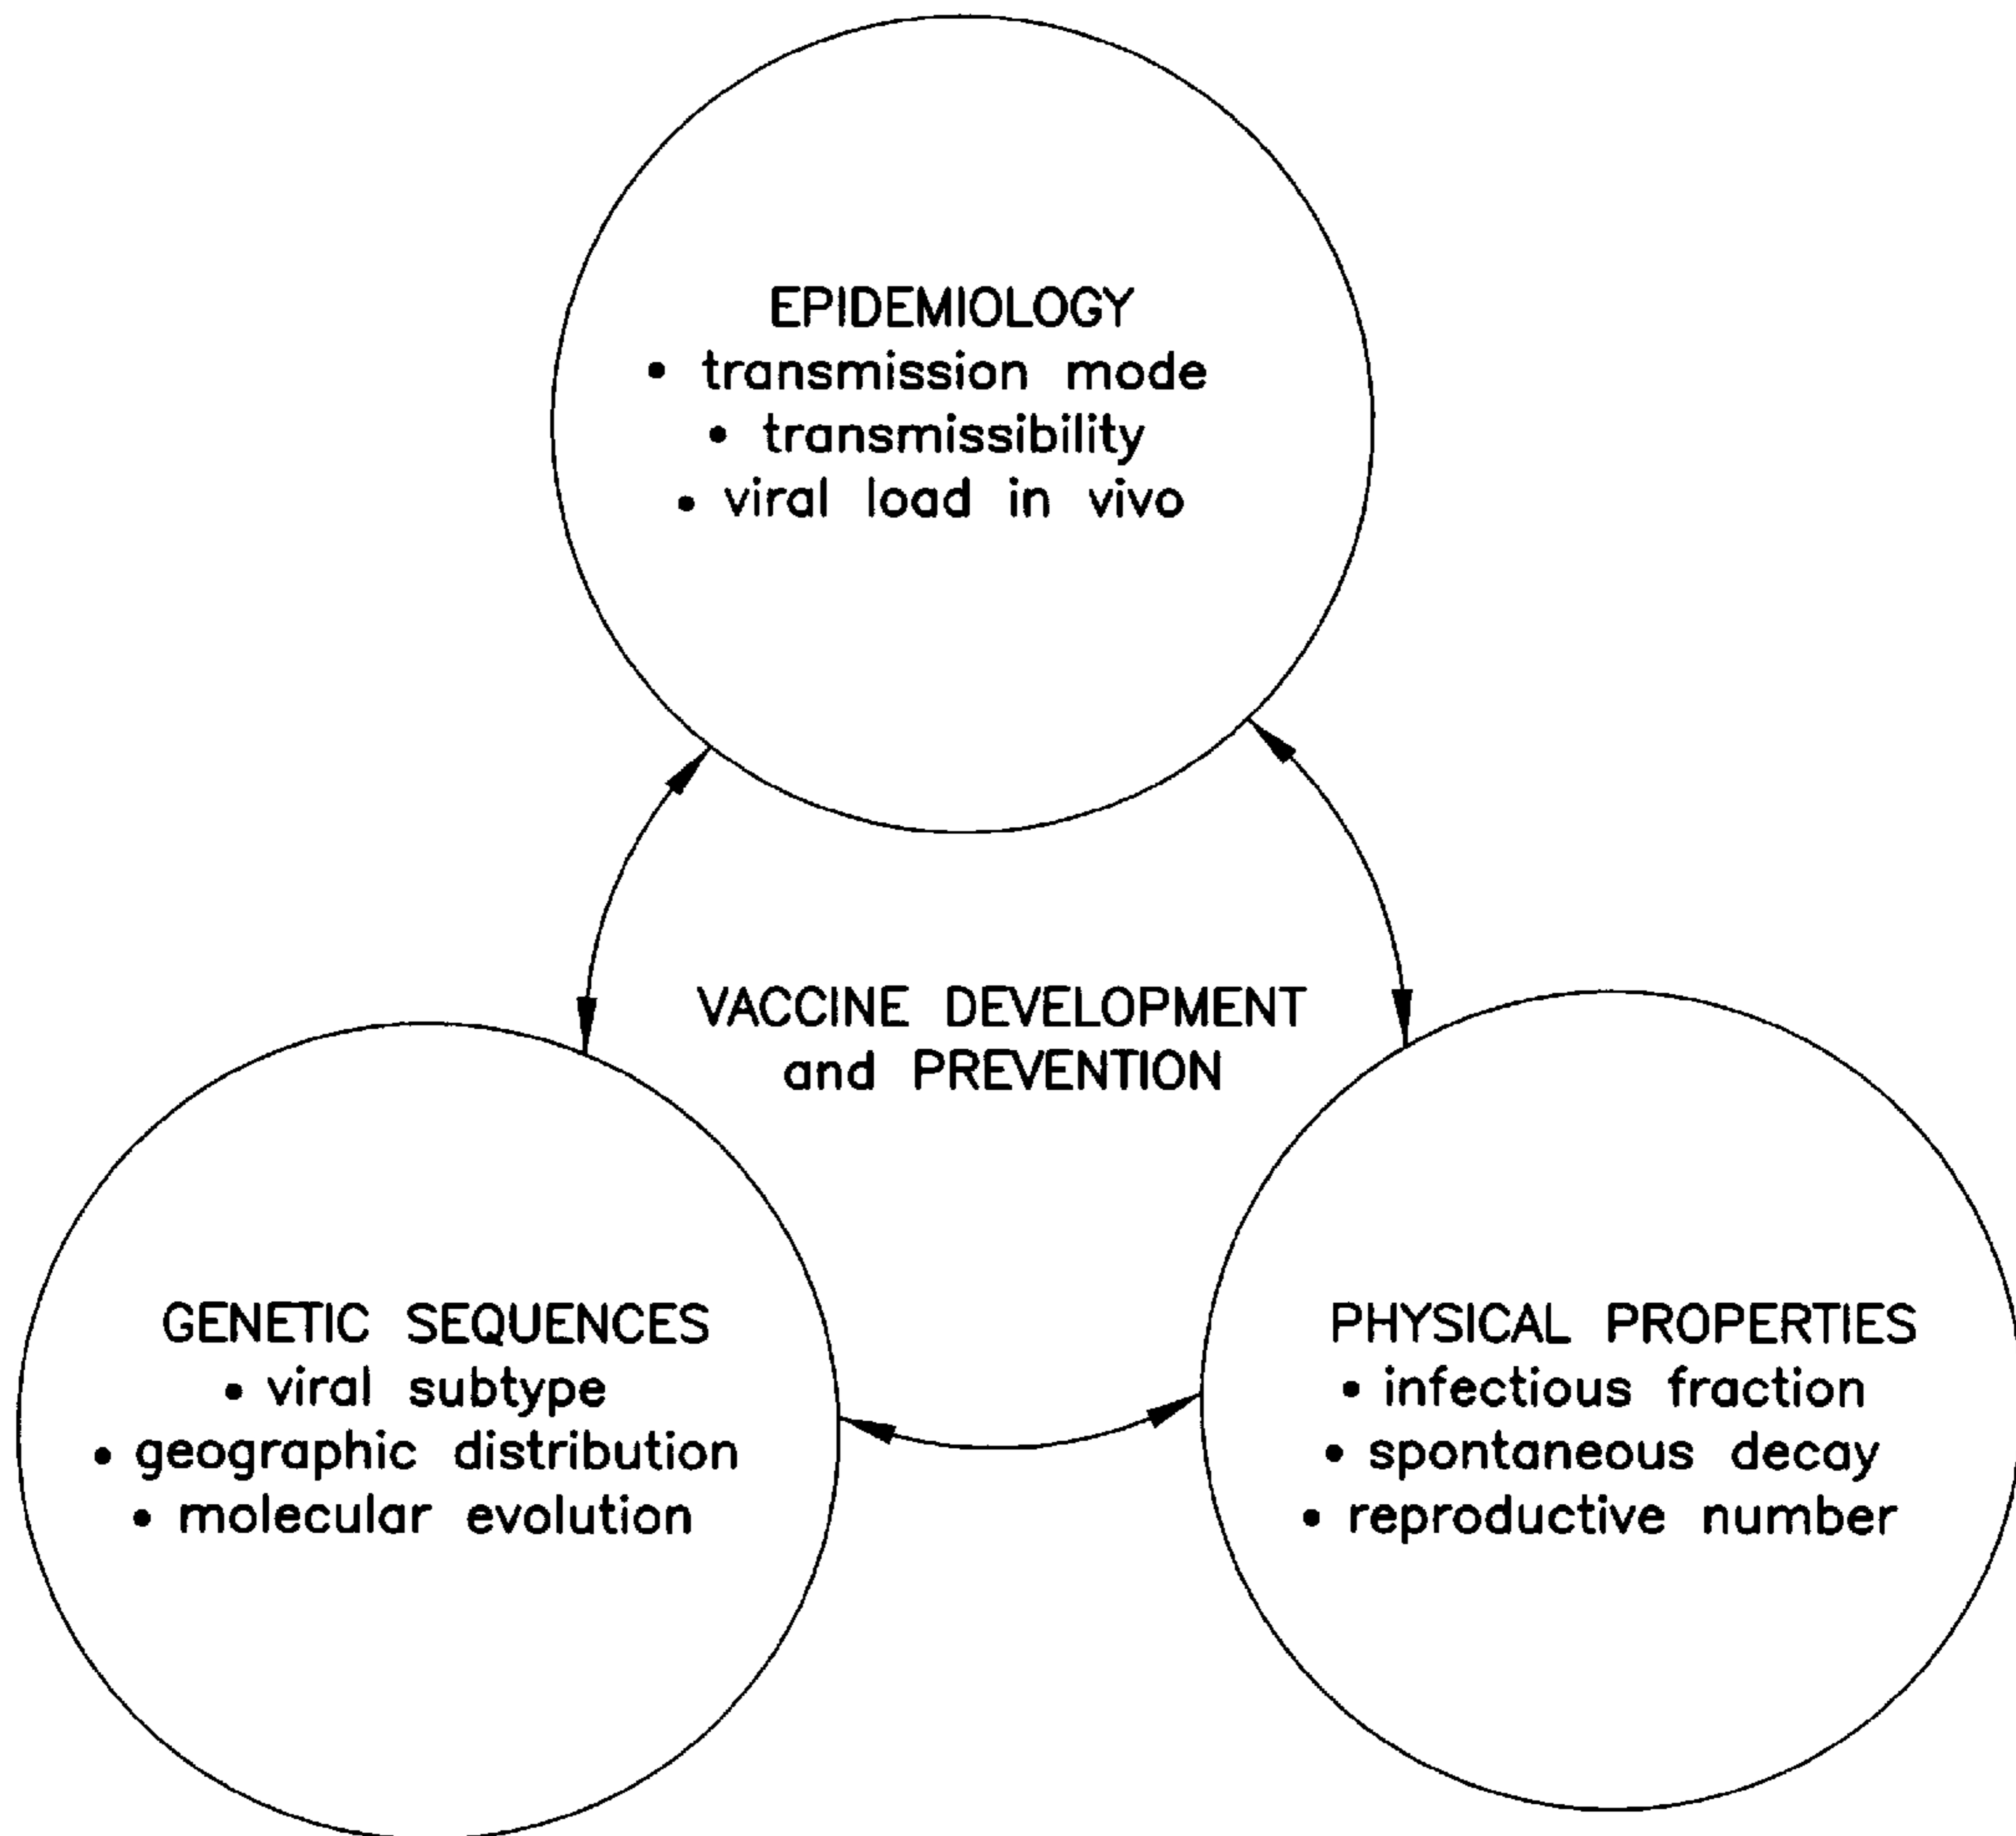 EPIDEMIOLOGY
• transmission mode
• transmissibility
• viral load in vivo
VACCINE DEVELOPMENT
and PREVENTION
GENETIC SEQUENCES
• viral subtype
• geographic distribution
• molecular evolution
PHYSICAL PROPERTIES
• infectious fraction
• spontaneous decay
• reproductive number